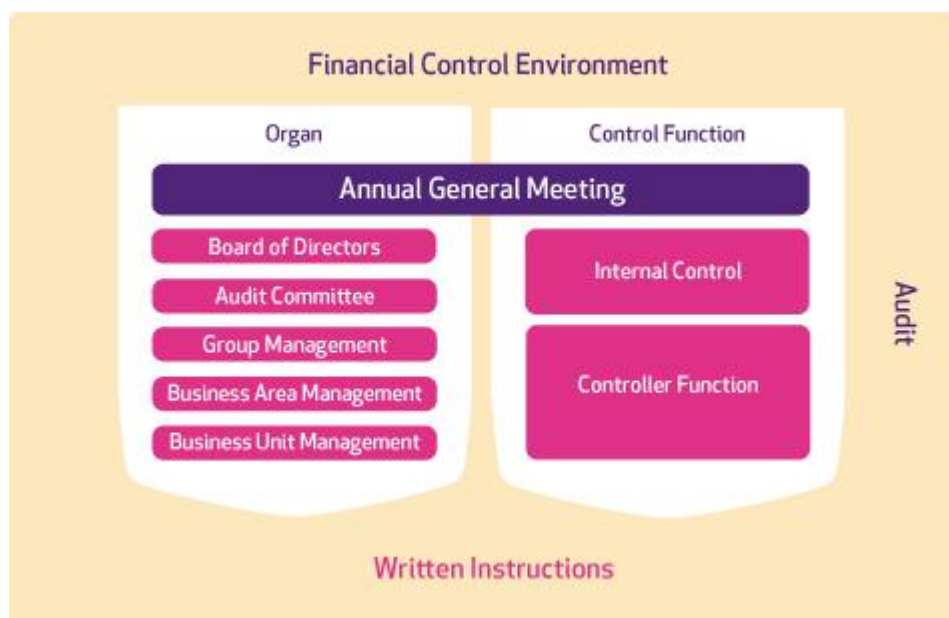 Financial Control Environment
Organ
Control Function
Annual General Meeting
Board of Directors
Audit Committee
Group Management
Business Area Management
Business Unit Management
Internal Control
Controller Function
Audit
Written Instructions